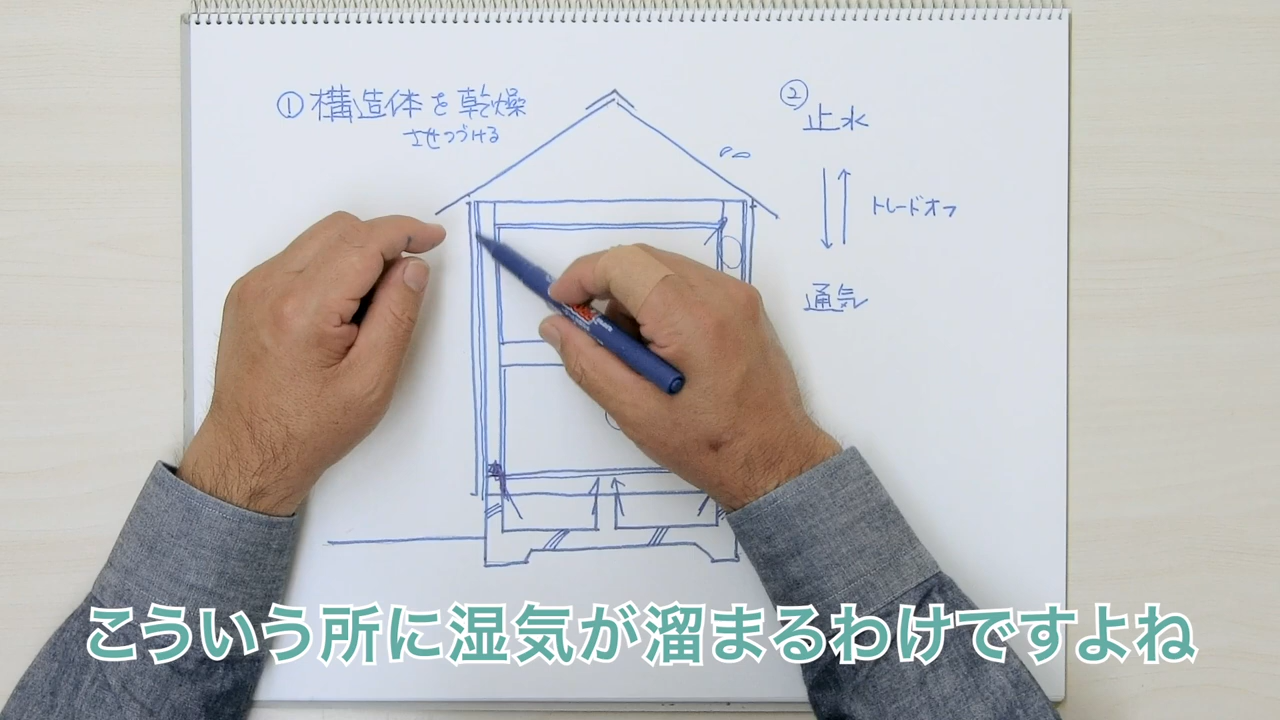 ① 構造体を乾燥
させつづける
②
止水
トレードオフ
通気
こういう所に湿気が溜まるわけですよね